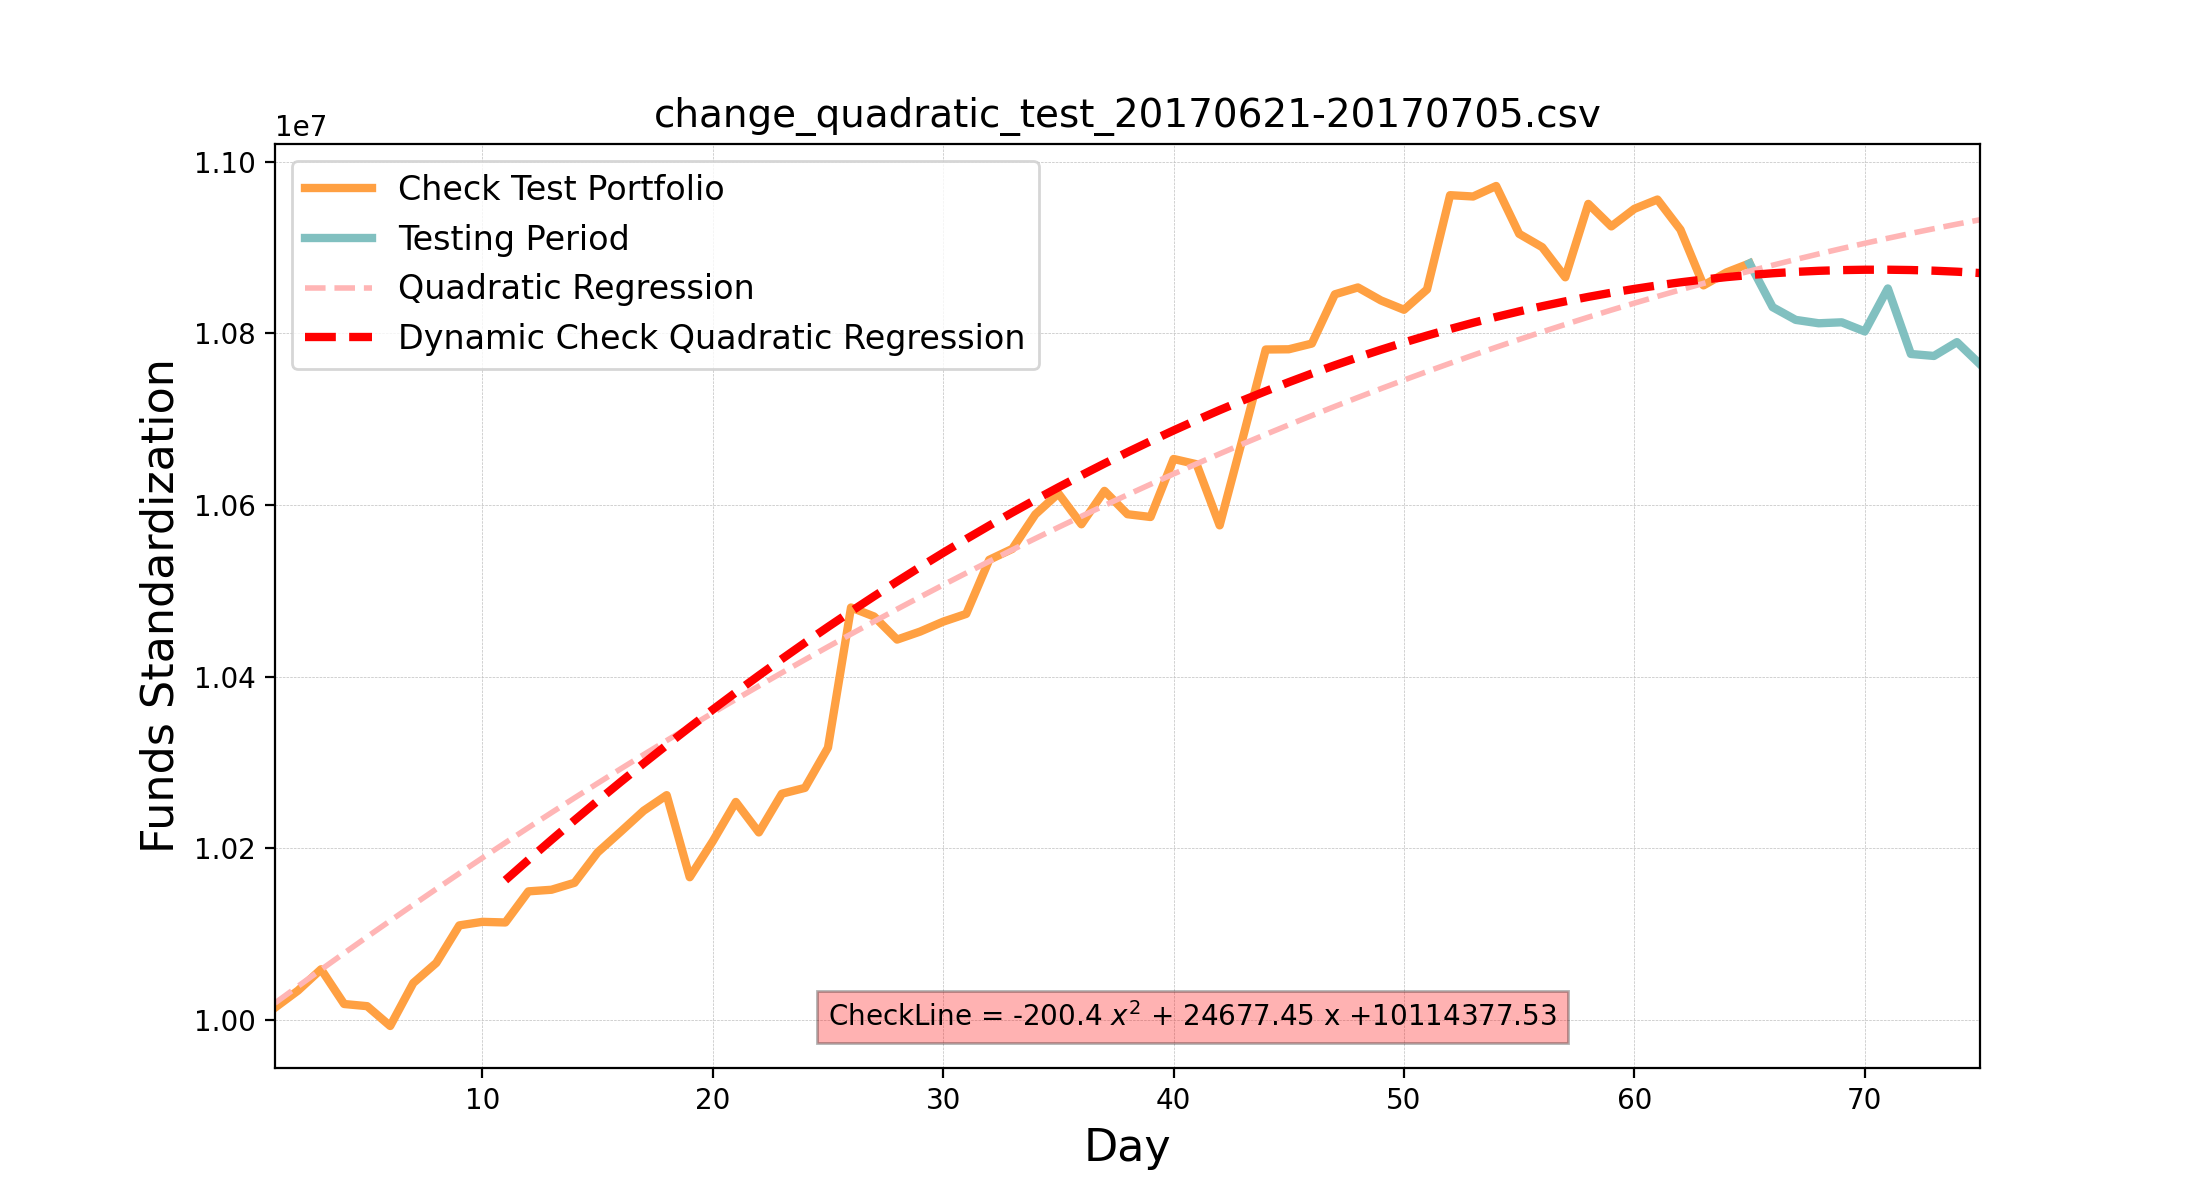 change_quadratic_test_20170621-20170705.csv
1e7
1.10
1.08
1.06
1.04
1.02
1.00
Funds Standardization
Check Test Portfolio
Testing Period
Quadratic Regression
Dynamic Check Quadratic Regression
CheckLine = -200.4 x² + 24677.45 x +10114377.53
10 20 30 40 50 60 70
Day